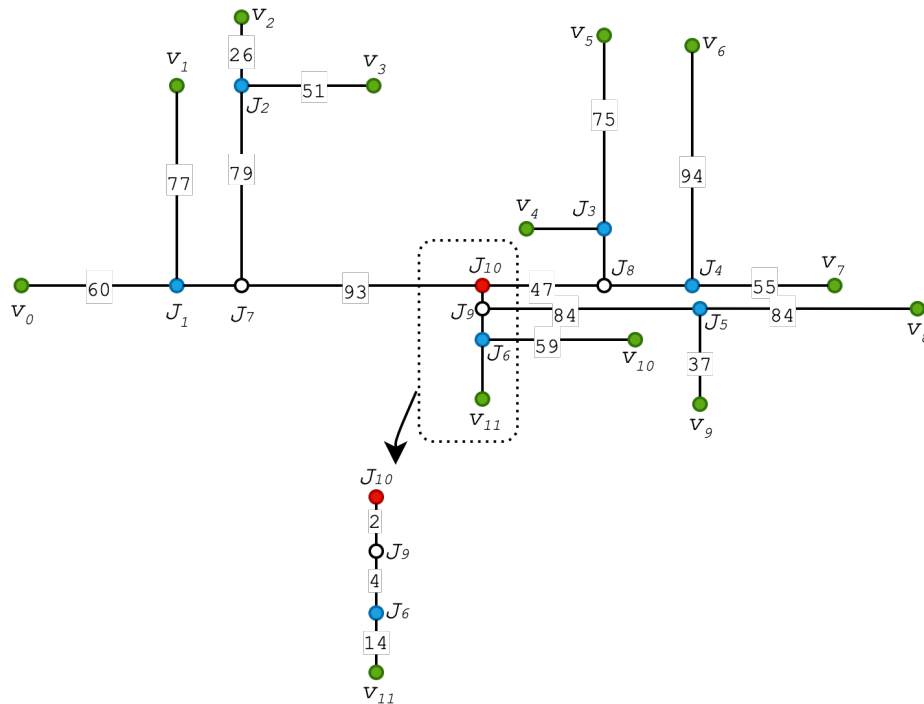 v₂
v₅
v₆
v₁
26
v₃
J₂
51
75
79
94
77
v₄
J₃
J₁₀
J₈
J₄
v₇
60
93
47
55
v₀
J₁
J₇
J₉
84
J₅
84
J₆
59
v₁₀
37
v₁₁
v₉
J₁₀
2
J₉
4
J₆
14
v₁₁